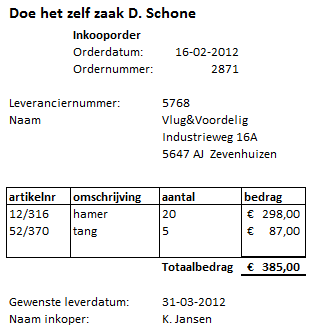 Doe het zelf zaak D. Schone
Inkooporder
Orderdatum: 16-02-2012
Ordernummer: 2871
Leveranciernummer: 5768
Naam Vlug&Voordelig
Industrieweg 16A
5647 AJ Zevenhuizen
artikelnr omschrijving aantal bedrag
12/316 hamer 20 € 298,00
52/370 tang 5 € 87,00
Totaalbedrag € 385,00
Gewenste leverdatum: 31-03-2012
Naam inkoper: K. Jansen